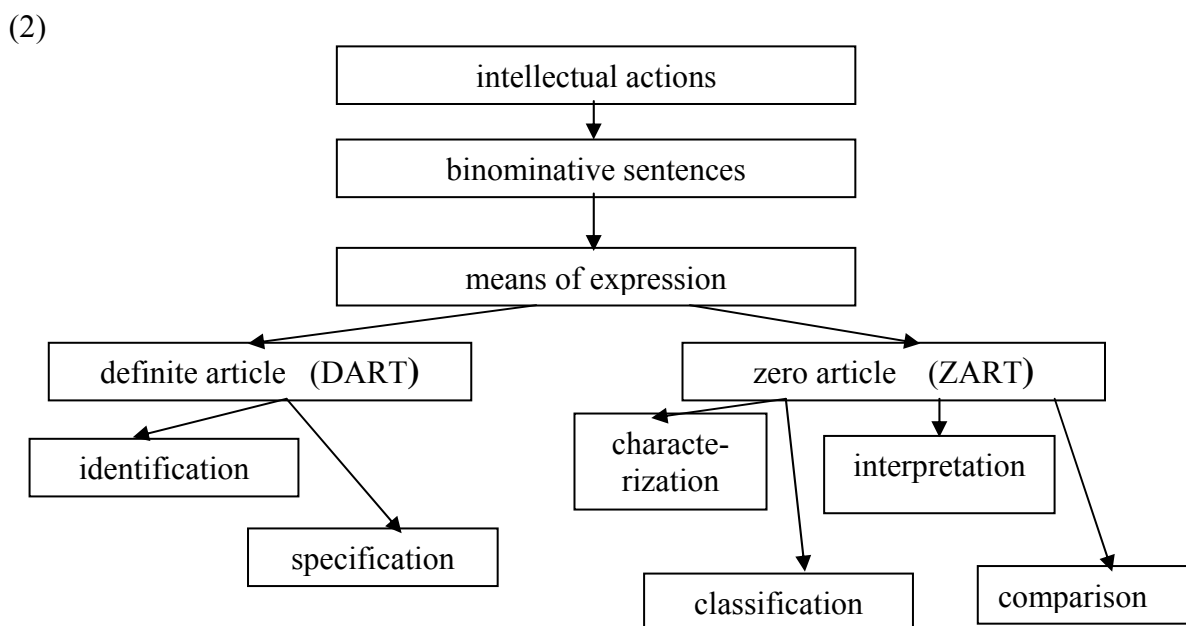 (2)
intellectual actions
binominative sentences
means of expression
definite article (DART)
zero article (ZART)
identification
characte-
rization
interpretation
specification
classification
comparison